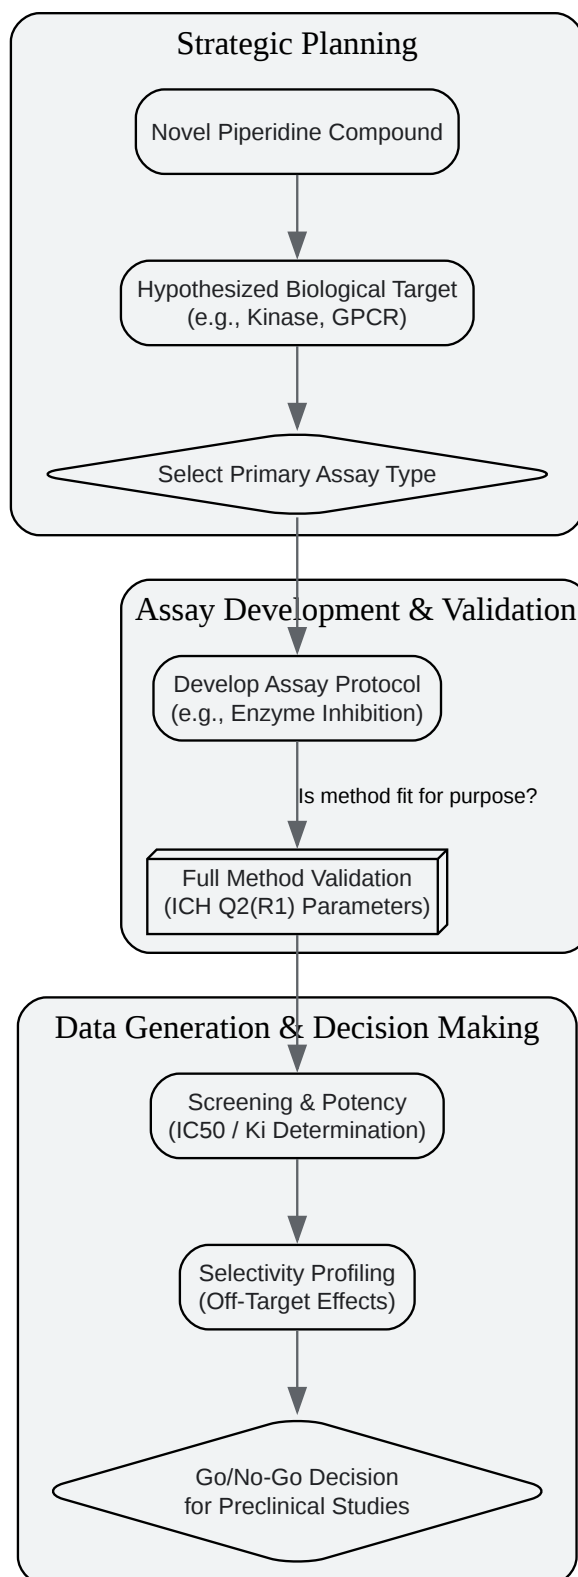 Strategic Planning
Novel Piperidine Compound
Hypothesized Biological Target
(e.g., Kinase, GPCR)
Select Primary Assay Type
Assay Development & Validation
Develop Assay Protocol
(e.g., Enzyme Inhibition)
Is method fit for purpose?
Full Method Validation
(ICH Q2(R1) Parameters)
Data Generation & Decision Making
Screening & Potency
(IC50 / Ki Determination)
Selectivity Profiling
(Off-Target Effects)
Go/No-Go Decision
for Preclinical Studies